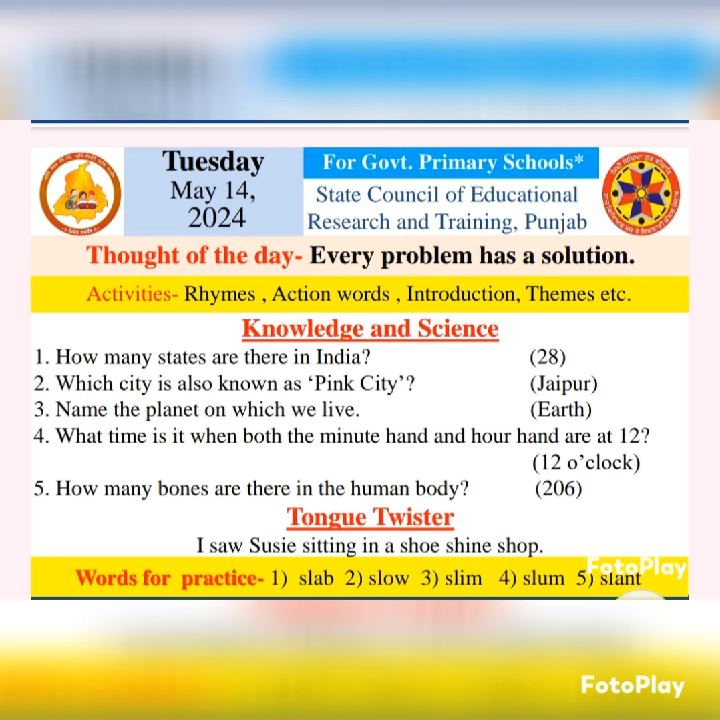 Tuesday
May 14,
2024
For Govt. Primary Schools*
State Council of Educational
Research and Training, Punjab
Thought of the day- Every problem has a solution.
Activities- Rhymes , Action words , Introduction, Themes etc.
Knowledge and Science
1. How many states are there in India? (28)
2. Which city is also known as ‘Pink City’? (Jaipur)
3. Name the planet on which we live. (Earth)
4. What time is it when both the minute hand and hour hand are at 12?
(12 o’clock)
5. How many bones are there in the human body? (206)
Tongue Twister
I saw Susie sitting in a shoe shine shop.
Words for practice- 1) slab 2) slow 3) slim 4) slum 5) slant
FotoPlay
FotoPlay